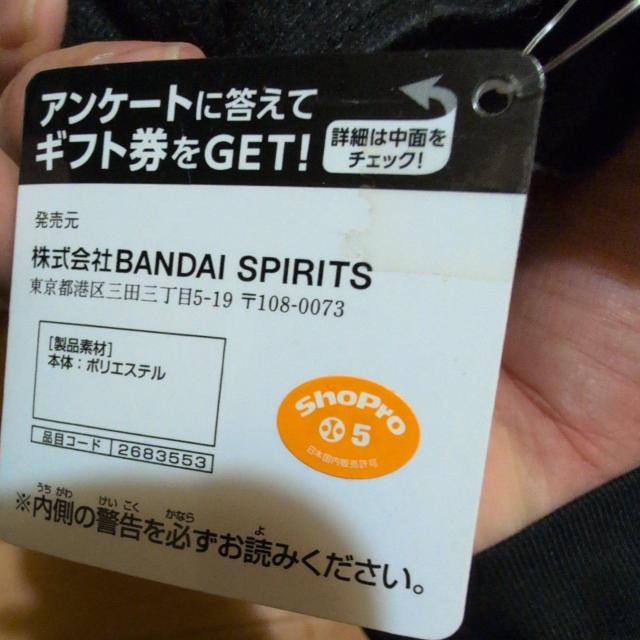 アンケートに答えて
ギフト券をGET!
詳細は中面を
チェック!
発売元
株式会社BANDAI SPIRITS
東京都港区三田三丁目5-19 〒108-0073
[製品素材]
本体：ポリエステル
品目コード 2683553
ShoPro
5
日本国内販売許可
※内側の警告を必ずお読みください。